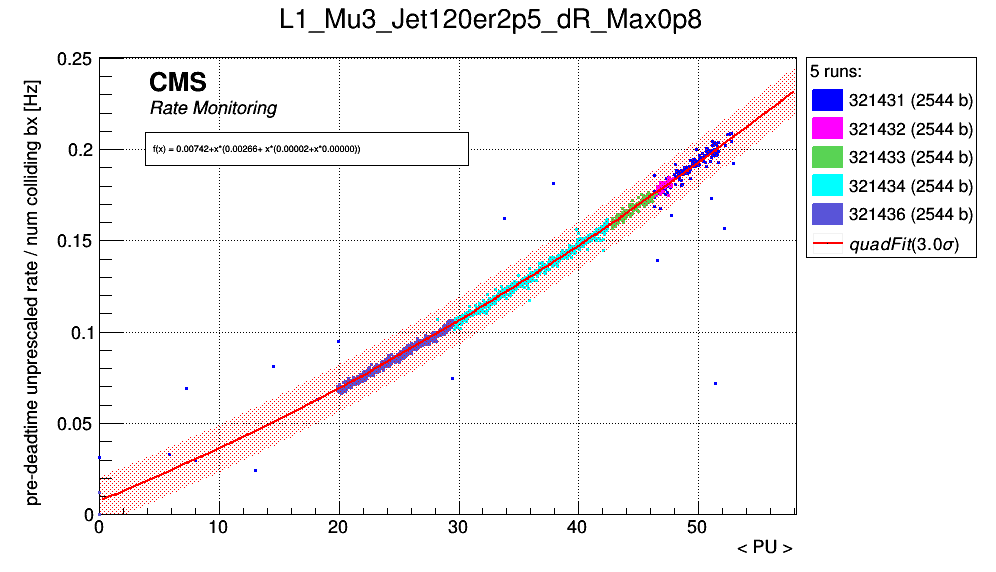 L1_Mu3_Jet120er2p5_dR_Max0p8
pre-deadtime unprescaled rate / num colliding bx [Hz]
0.25
0.2
0.15
0.1
0.05
0
CMS
Rate Monitoring
f(x) = 0.00742+x*(0.00266+ x*(0.00002+x*0.00000))
0 10 20 30 40 50
< PU >
5 runs:
321431 (2544 b)
321432 (2544 b)
321433 (2544 b)
321434 (2544 b)
321436 (2544 b)
quadFit(3.0σ)